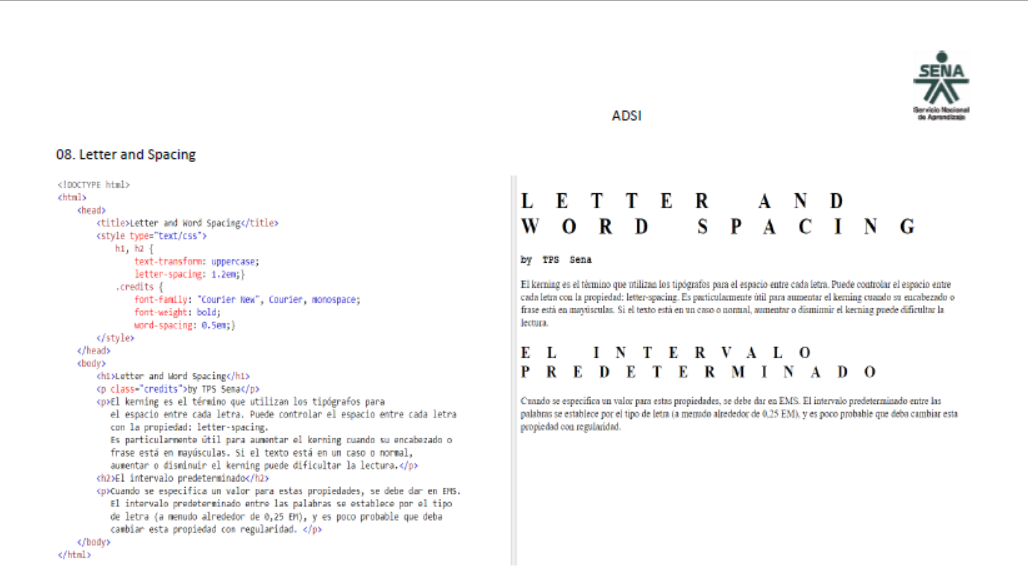 SENA
Servicio Nacional
de Aprendizaje
ADSI
08. Letter and Spacing
<!DOCTYPE html>
<html>
<head>
<title>Letter and Word Spacing</title>
<style type="text/css">
h1, h2 {
text-transform: uppercase;
letter-spacing: 1.2em;}
.credits {
font-family: "Courier New", Courier, monospace;
font-weight: bold;
word-spacing: 0.5em;}
</style>
</head>
<body>
<h1>Letter and Word Spacing</h1>
<p class="credits">by TPS Sena</p>
<p>El kerning es el término que utilizan los tipógrafos para
el espacio entre cada letra. Puede controlar el espacio entre cada letra
con la propiedad: letter-spacing.
Es particularmente útil para aumentar el kerning cuando su encabezado o
frase está en mayúsculas. Si el texto está en un caso o normal,
aumentar o disminuir el kerning puede dificultar la lectura.</p>
<h2>El intervalo predeterminado</h2>
<p>Cuando se especifica un valor para estas propiedades, se debe dar en EMS.
El intervalo predeterminado entre las palabras se establece por el tipo
de letra (a menudo alrededor de 0,25 EM), y es poco probable que deba
cambiar esta propiedad con regularidad. </p>
</body>
</html>
LETTER AND
WORD SPACING
by TPS Sena
El kerning es el término que utilizan los tipógrafos para el espacio entre cada letra. Puede controlar el espacio entre
cada letra con la propiedad: letter-spacing. Es particularmente útil para aumentar el kerning cuando su encabezado o
frase está en mayúsculas. Si el texto está en un caso o normal, aumentar o disminuir el kerning puede dificultar la
lectura.
EL INTERVALO
PREDETERMINADO
Cuando se especifica un valor para estas propiedades, se debe dar en EMS. El intervalo predeterminado entre las
palabras se establece por el tipo de letra (a menudo alrededor de 0,25 EM), y es poco probable que deba cambiar esta
propiedad con regularidad.